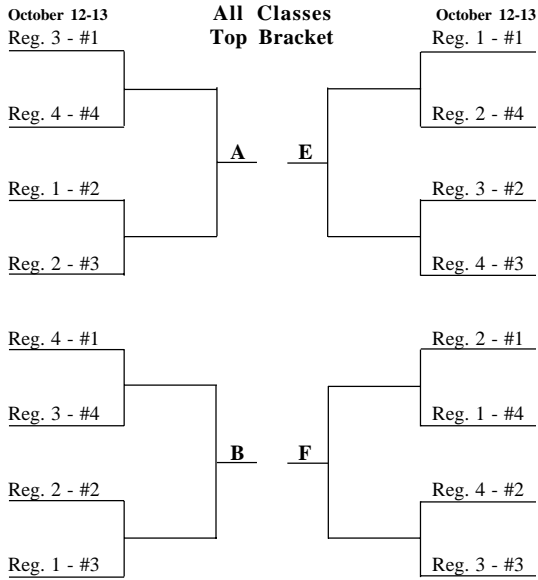 October 12-13
All Classes
Top Bracket
October 12-13
Reg. 3 - #1
Reg. 4 - #4
A
Reg. 1 - #2
Reg. 2 - #3
Reg. 4 - #1
Reg. 3 - #4
B
Reg. 2 - #2
Reg. 1 - #3
Reg. 1 - #1
Reg. 2 - #4
E
Reg. 3 - #2
Reg. 4 - #3
Reg. 2 - #1
Reg. 1 - #4
F
Reg. 4 - #2
Reg. 3 - #3